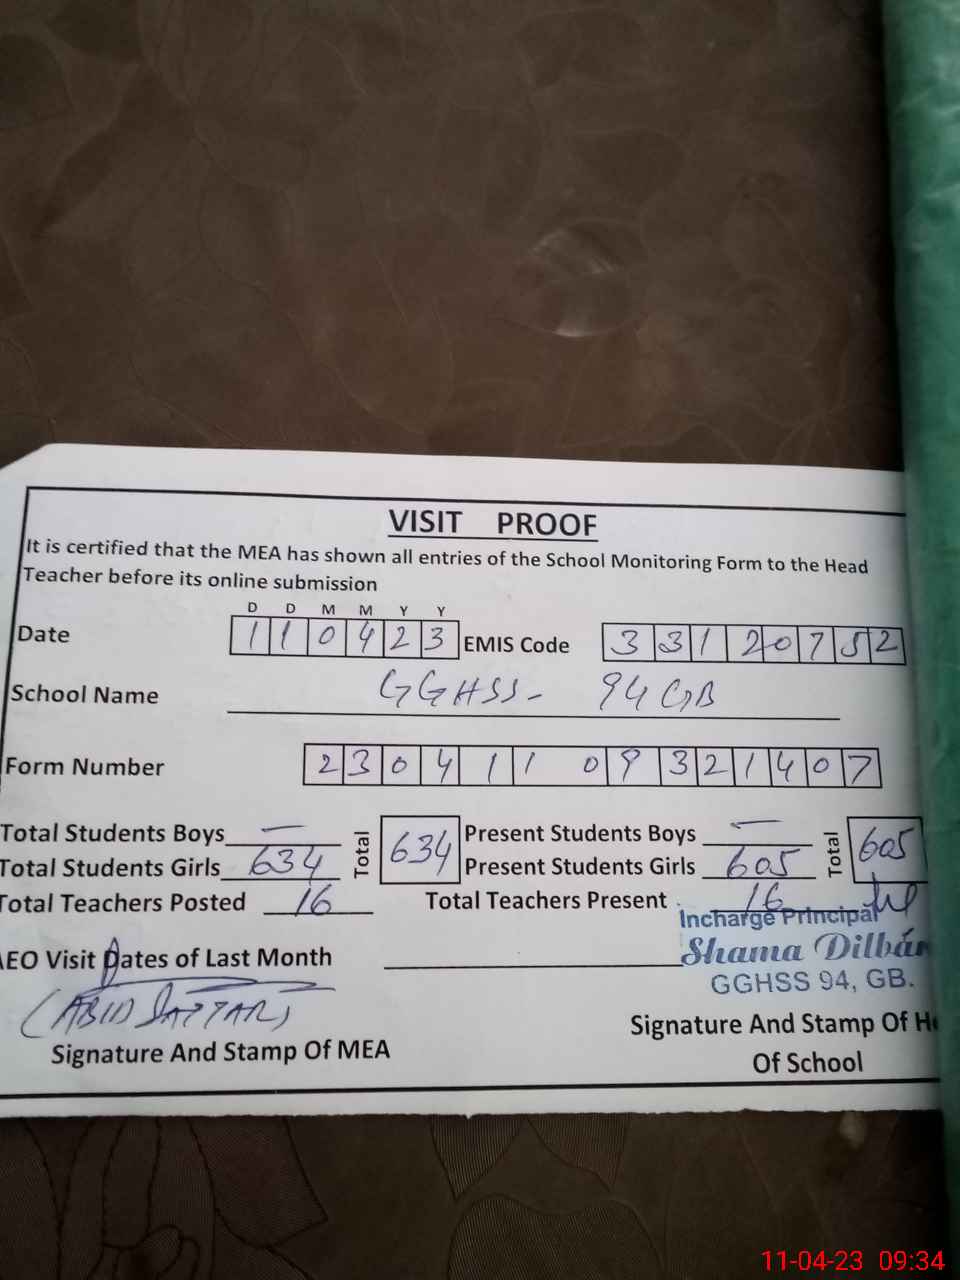 VISIT PROOF
It is certified that the MEA has shown all entries of the School Monitoring Form to the Head
Teacher before its online submission
D D M M Y Y
Date 1 1 0 4 2 3 EMIS Code 3 3 1 2 0 7 5 2
School Name GGHSS- 94 GB
Form Number 2 3 0 4 1 1 0 9 3 2 1 4 0 7
Total Students Boys — Total 634 Present Students Boys — Total 605
Total Students Girls 634 Present Students Girls 605
Total Teachers Posted 16 Total Teachers Present 16
Incharge Principal
AEO Visit Dates of Last Month Shama Dilbár
GGHSS 94, GB.
(ABID SATTAR)
Signature And Stamp Of MEA Signature And Stamp Of He
Of School
11-04-23 09:34